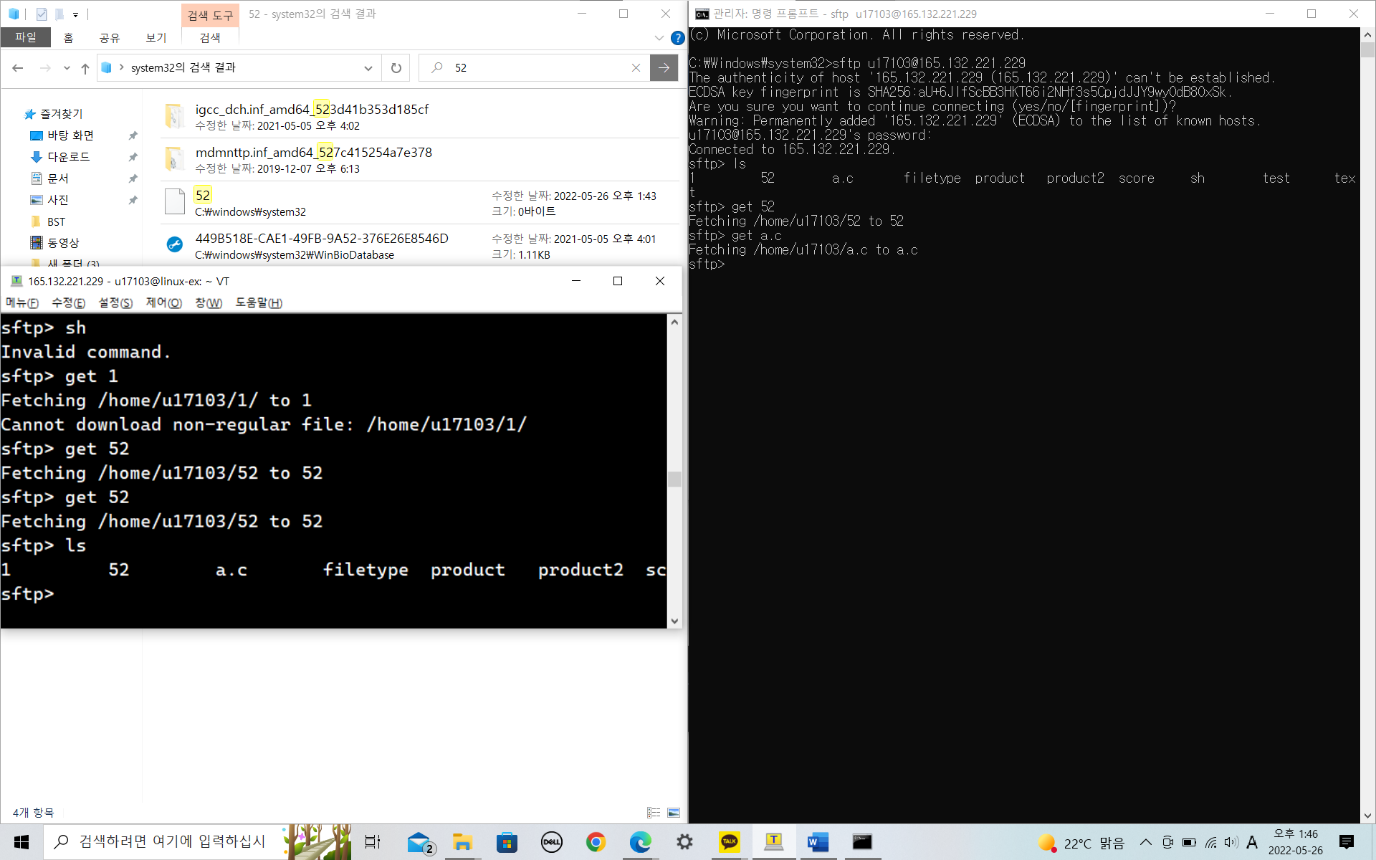 검색 도구
52 - system32의 검색 결과
파일
홈
공유
보기
검색
system32의 검색 결과
52
즐겨찾기
바탕 화면
다운로드
문서
사진
BST
동영상
새 폴더 (3)
igcc_dch.inf_amd64_523d41b353d185cf
수정한 날짜: 2021-05-05 오후 4:02
mdmnttp.inf_amd64_527c415254a7e378
수정한 날짜: 2019-12-07 오후 6:13
52
수정한 날짜: 2022-05-26 오후 1:43
C:₩windows₩system32
크기: 0바이트
449B518E-CAE1-49FB-9A52-376E26E8546D
수정한 날짜: 2021-05-05 오후 4:01
C:₩windows₩system32₩WinBioDatabase
크기: 1.11KB
165.132.221.229 - u17103@linux-ex: ~ VT
메뉴(F) 수정(E) 설정(S) 제어(O) 창(W) 도움말(H)
sftp> sh
Invalid command.
sftp> get 1
Fetching /home/u17103/1/ to 1
Cannot download non-regular file: /home/u17103/1/
sftp> get 52
Fetching /home/u17103/52 to 52
sftp> get 52
Fetching /home/u17103/52 to 52
sftp> ls
1 52 a.c filetype product product2 sc
sftp>
4개 항목
관리자: 명령 프롬프트 - sftp u17103@165.132.221.229
(c) Microsoft Corporation. All rights reserved.
C:₩Windows₩system32>sftp u17103@165.132.221.229
The authenticity of host '165.132.221.229 (165.132.221.229)' can't be established.
ECDSA key fingerprint is
Are you sure you want to continue connecting (yes/no/[fingerprint])?
Warning: Permanently added '165.132.221.229' (ECDSA) to the list of known hosts.
u17103@165.132.221.229's password:
Connected to 165.132.221.229.
sftp> ls
1 52 a.c filetype product product2 score sh test tex
t
sftp> get 52
Fetching /home/u17103/52 to 52
sftp> get a.c
Fetching /home/u17103/a.c to a.c
sftp>
검색하려면 여기에 입력하십시
2
DELL
TALK
22°C 맑음
A
오후 1:46
2022-05-26